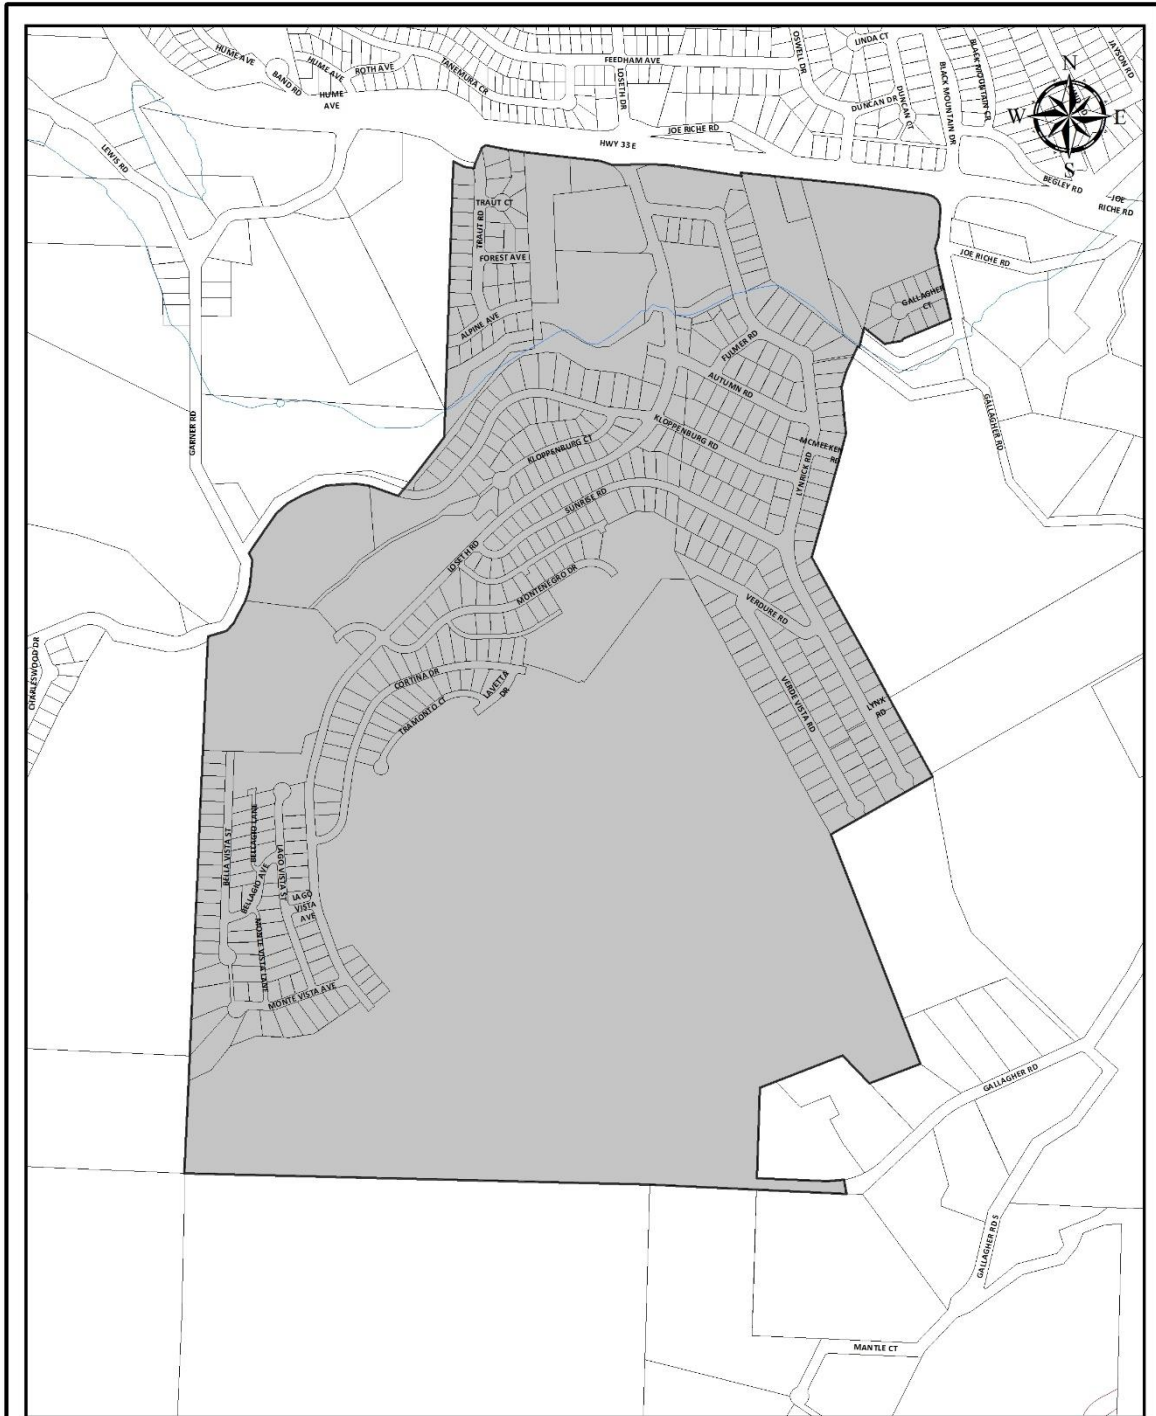 HUME AVE
BAND RD
HUME AVE
HUME
AVE
ROTH AVE
TANEMURA CR
FEEDHAM AVE
LOSETH DR
OSWELL DR
LINDA CT
DUNCAN DR
DUNCAN CT
BLACK MOUNTAIN DR
BLACK MOUNTAIN CR
JAYSON RD
N
W
E
S
JOE RICHE RD
HWY 33 E
BEGLEY RD
JOE
RICHE RD
LEWIS RD
TRAUT CT
TRAUT RD
FOREST AVE
JOE RICHE RD
GALLAGHER
CT
ALPINE AVE
FULMER RD
AUTUMN RD
GARNER RD
KLOPPENBURG CT
KLOPPENBURG RD
MCMEEKEN
RD
LYNRICK RD
GALLAGHER RD
SUNRISE RD
LOSETH RD
MONTENEGRO DR
VERDURE RD
CHARLESWOOD DR
CORTINA DR
LAVETTA
DR
TRAMONTO CT
VERDE VISTA RD
LYNX
RD
BELLA VISTA ST
BELLAGIO LANE
LAGO VISTA ST
BELLAGIO AVE
LAGO
VISTA
AVE
MONTE VISTA LANE
MONTE VISTA AVE
GALLAGHER RD
GALLAGHER RD S
MANTLE CT